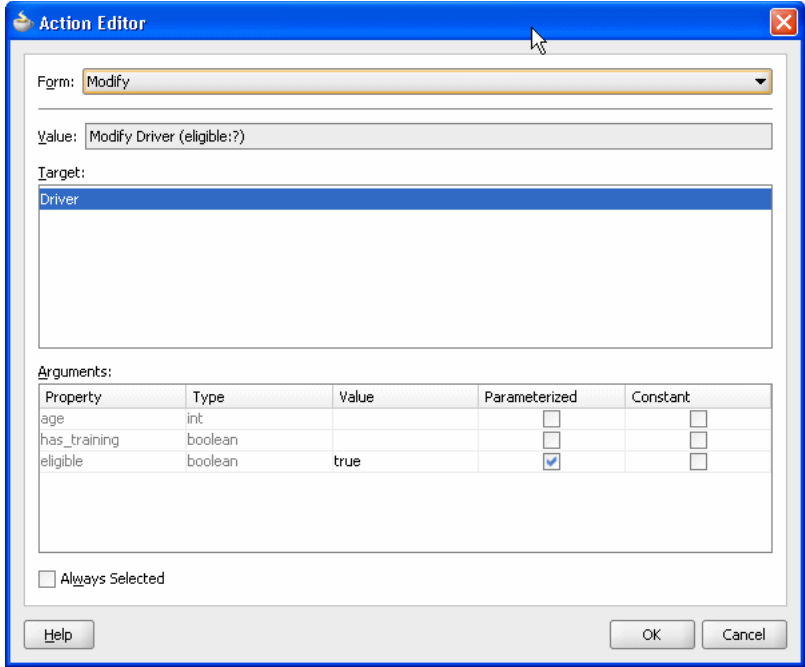 Action Editor
Form: Modify
Value: Modify Driver (eligible:?)
Target:
Driver
Arguments:
Property Type Value Parameterized Constant
age int
has_training boolean
eligible boolean true
Always Selected
Help OK Cancel